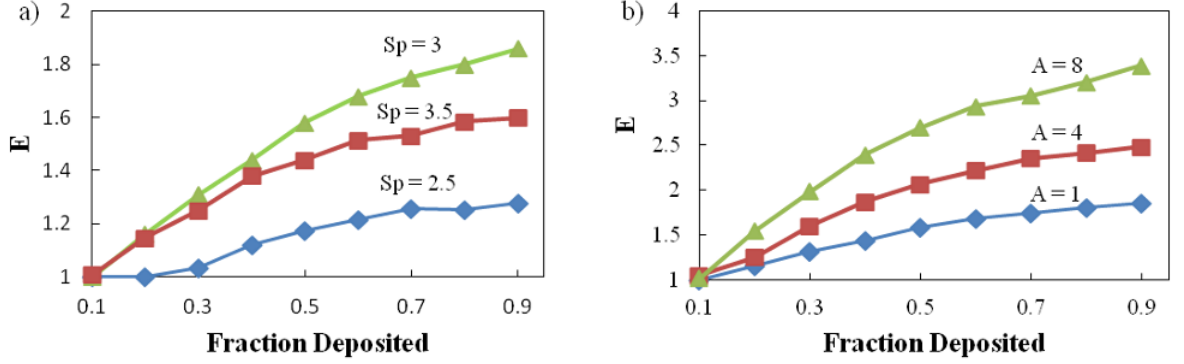 a)
2
1.8
1.6
1.4
1.2
1
E
Sp = 3
Sp = 3.5
Sp = 2.5
0.1 0.3 0.5 0.7 0.9
Fraction Deposited
b)
4
3.5
3
2.5
2
1.5
1
E
A = 8
A = 4
A = 1
0.1 0.3 0.5 0.7 0.9
Fraction Deposited